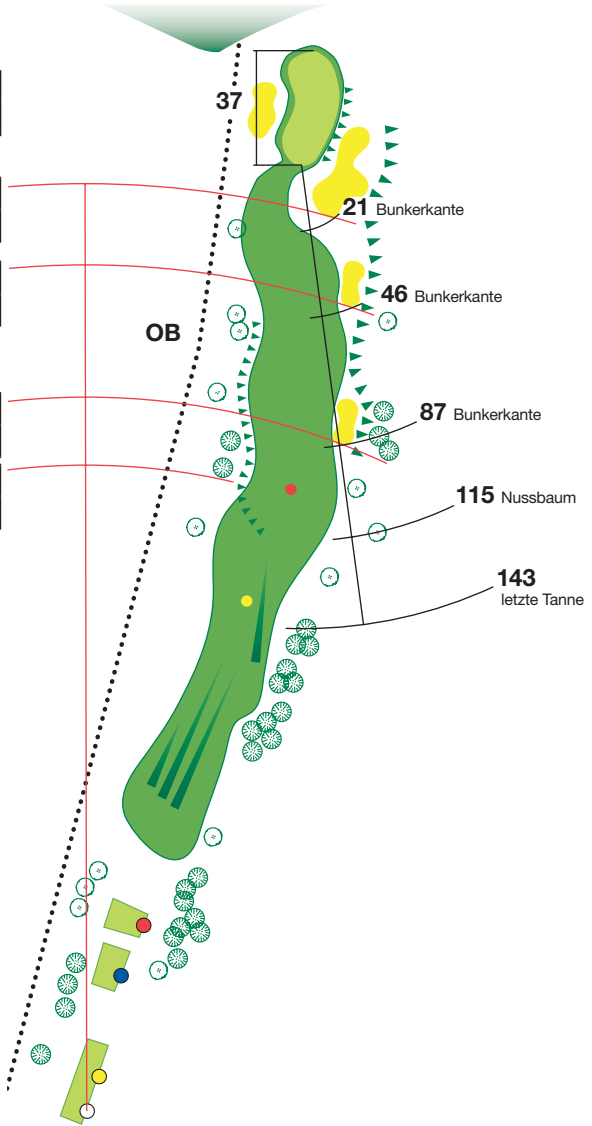 37
21 Bunkerkante
46 Bunkerkante
OB
87 Bunkerkante
115 Nussbaum
143
letzte Tanne